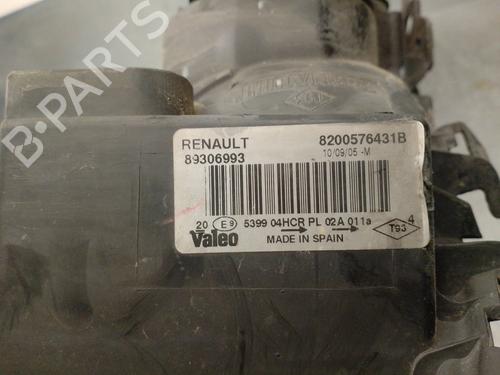 B-PARTS
RENAULT 8200576431B
89306993 10/09/05 -M
20 E9 5399 04HCR PL 02A 011a 4
Valeo MADE IN SPAIN T93